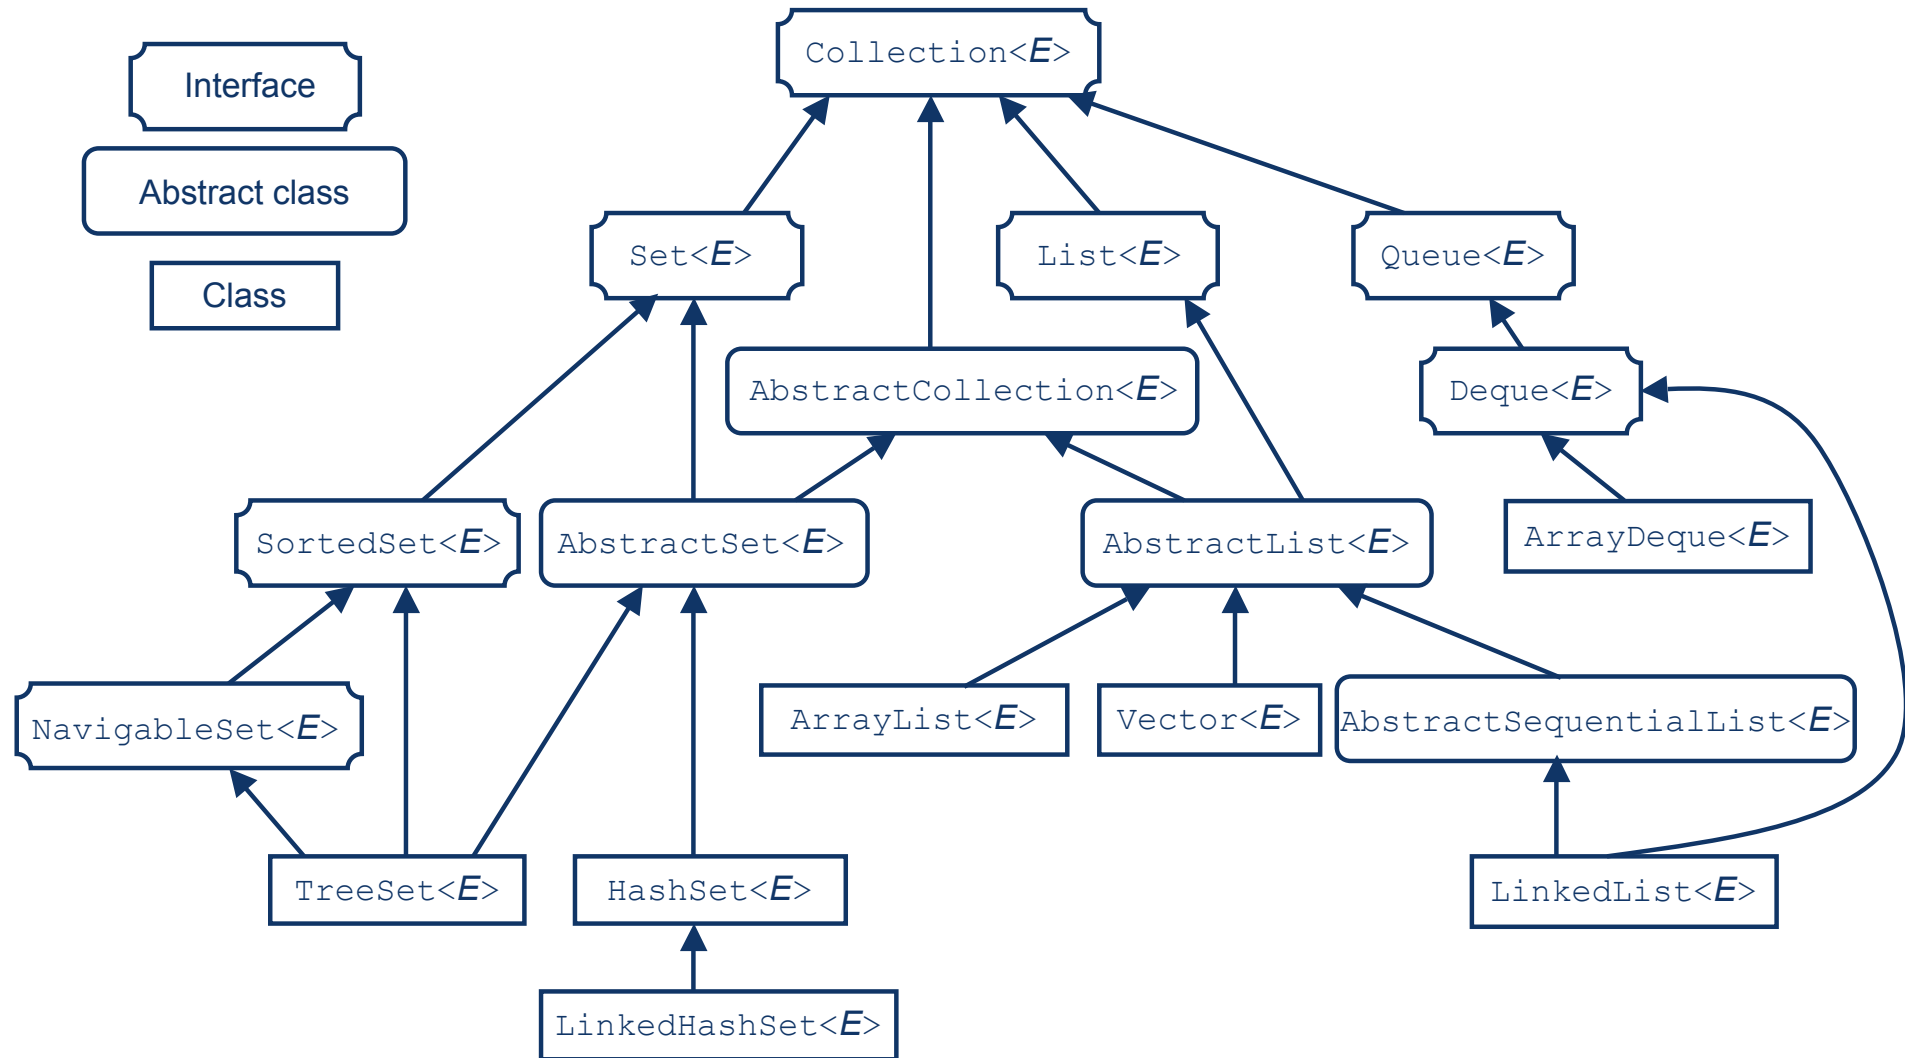 Collection<E>
Interface
Abstract class
Class
Set<E>
List<E>
Queue<E>
AbstractCollection<E>
Deque<E>
SortedSet<E>
AbstractSet<E>
AbstractList<E>
ArrayDeque<E>
NavigableSet<E>
ArrayList<E>
Vector<E>
AbstractSequentialList<E>
TreeSet<E>
HashSet<E>
LinkedList<E>
LinkedHashSet<E>